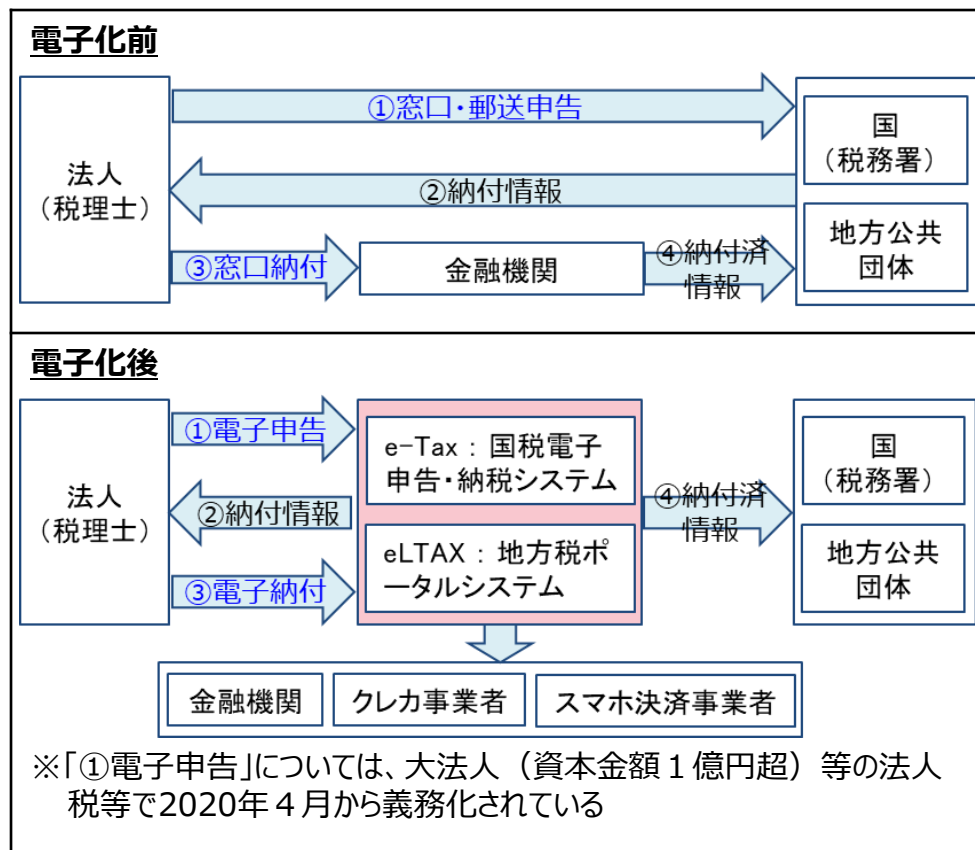 電子化前
①窓口・郵送申告
法人
（税理士）
国
（税務署）
②納付情報
地方公共
団体
③窓口納付
金融機関
④納付済
情報
電子化後
①電子申告
法人
（税理士）
②納付情報
③電子納付
e-Tax：国税電子
申告・納税システム
eLTAX：地方税ポ
ータルシステム
④納付済
情報
国
（税務署）
地方公共
団体
金融機関
クレカ事業者
スマホ決済事業者
※「①電子申告」については、大法人（資本金額１億円超）等の法人
税等で2020年４月から義務化されている